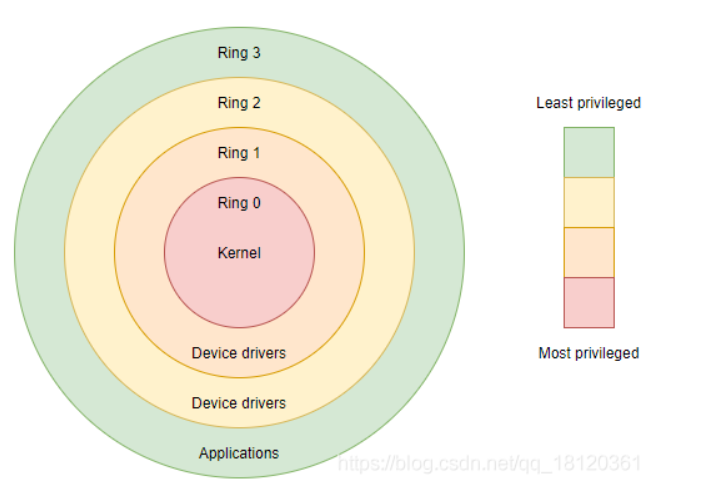 Ring 3
Ring 2
Ring 1
Ring 0
Kernel
Device drivers
Device drivers
Applications
Least privileged
Most privileged
https://blog.csdn.net/qq_18120361